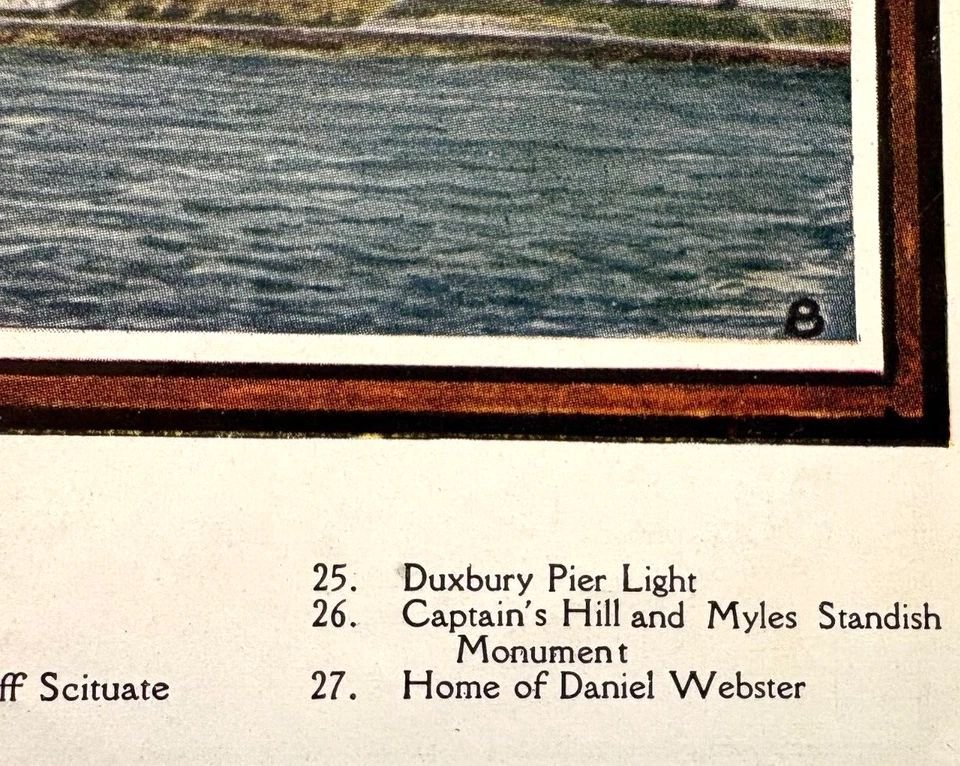 B
25. Duxbury Pier Light
26. Captain's Hill and Myles Standish
Monument
ff Scituate
27. Home of Daniel Webster